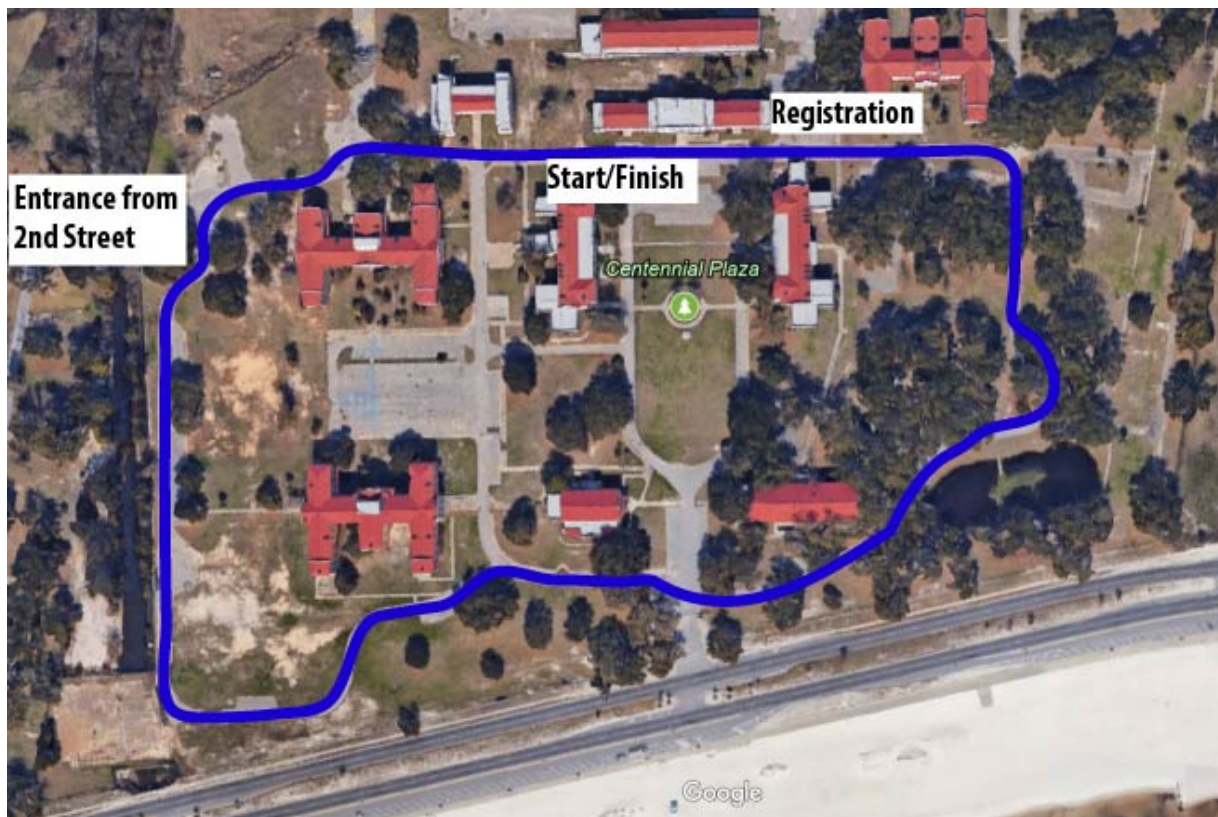 Registration
Entrance from
2nd Street
Start/Finish
Centennial Plaza
Google